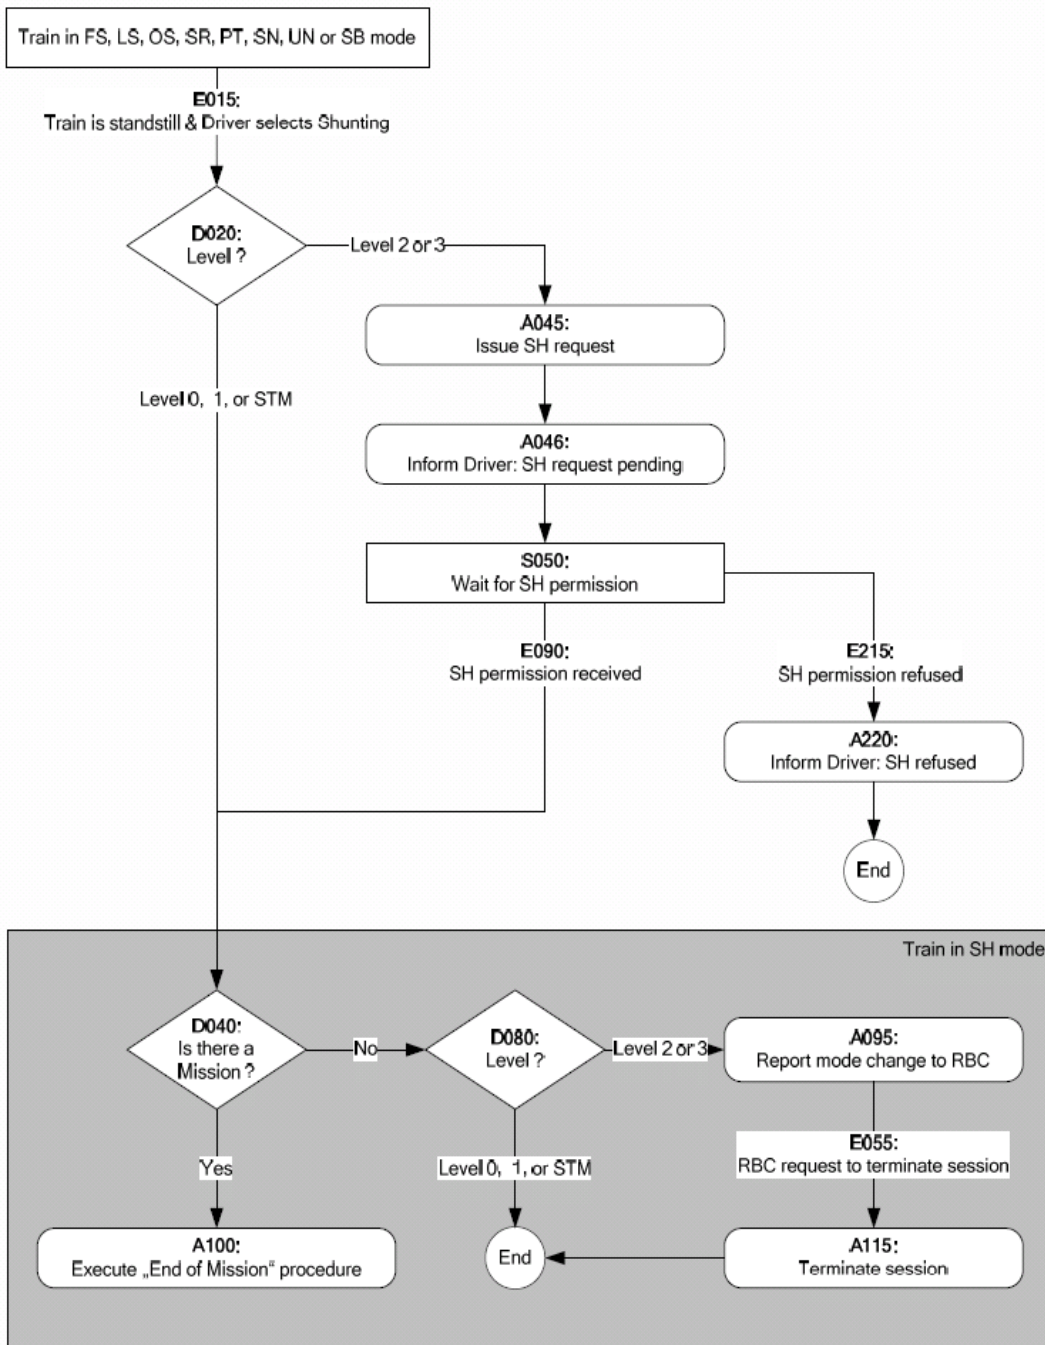 Train in FS, LS, OS, SR, PT, SN, UN or SB mode
E015:
Train is standstill & Driver selects Shunting
D020:
Level ?
Level 2 or 3
A045:
Issue SH request
Level 0, 1, or STM
A046:
Inform Driver: SH request pending
S050:
Wait for SH permission
E090:
SH permission received
E215:
SH permission refused
A220:
Inform Driver: SH refused
End
Train in SH mode
D040:
Is there a
Mission ?
No
D080:
Level ?
Level 2 or 3
A095:
Report mode change to RBC
Yes
Level 0, 1, or STM
E055:
RBC request to terminate session
A100:
Execute „End of Mission“ procedure
End
A115:
Terminate session